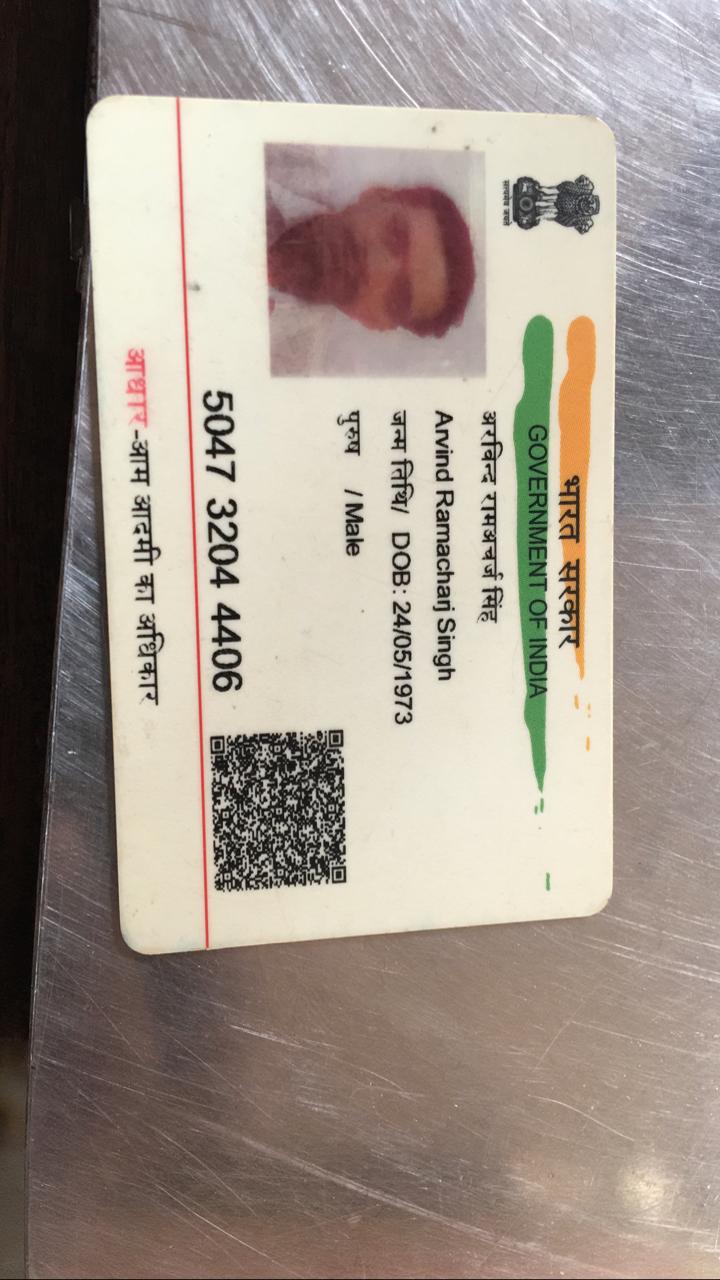 भारत सरकार
GOVERNMENT OF INDIA
सत्यमेव जयते
अरविन्द रामअचर्ज सिंह
Arvind Ramacharj Singh
जन्म तिथि/ DOB: 24/05/1973
पुरुष / Male
5047 3204 4406
आधार-आम आदमी का अधिकार